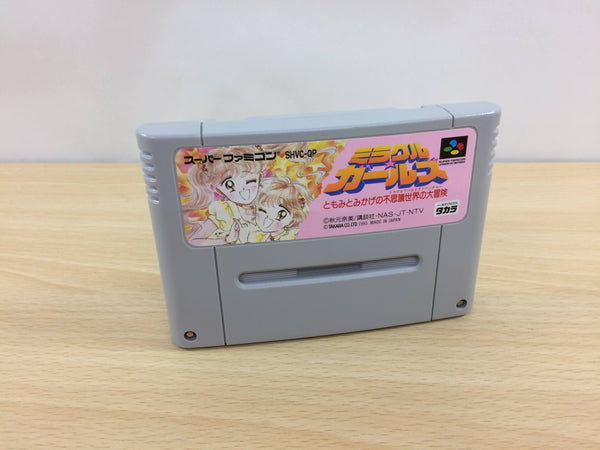 スーパーファミコン SHVC-QP
ミラクル
ガールズ
ともみとみかげの不思議世界の大冒険
©秋元奈美/講談社・NAS・JT・NTV
©TAKARA CO.,LTD. 1993 MADE IN JAPAN
タカラ